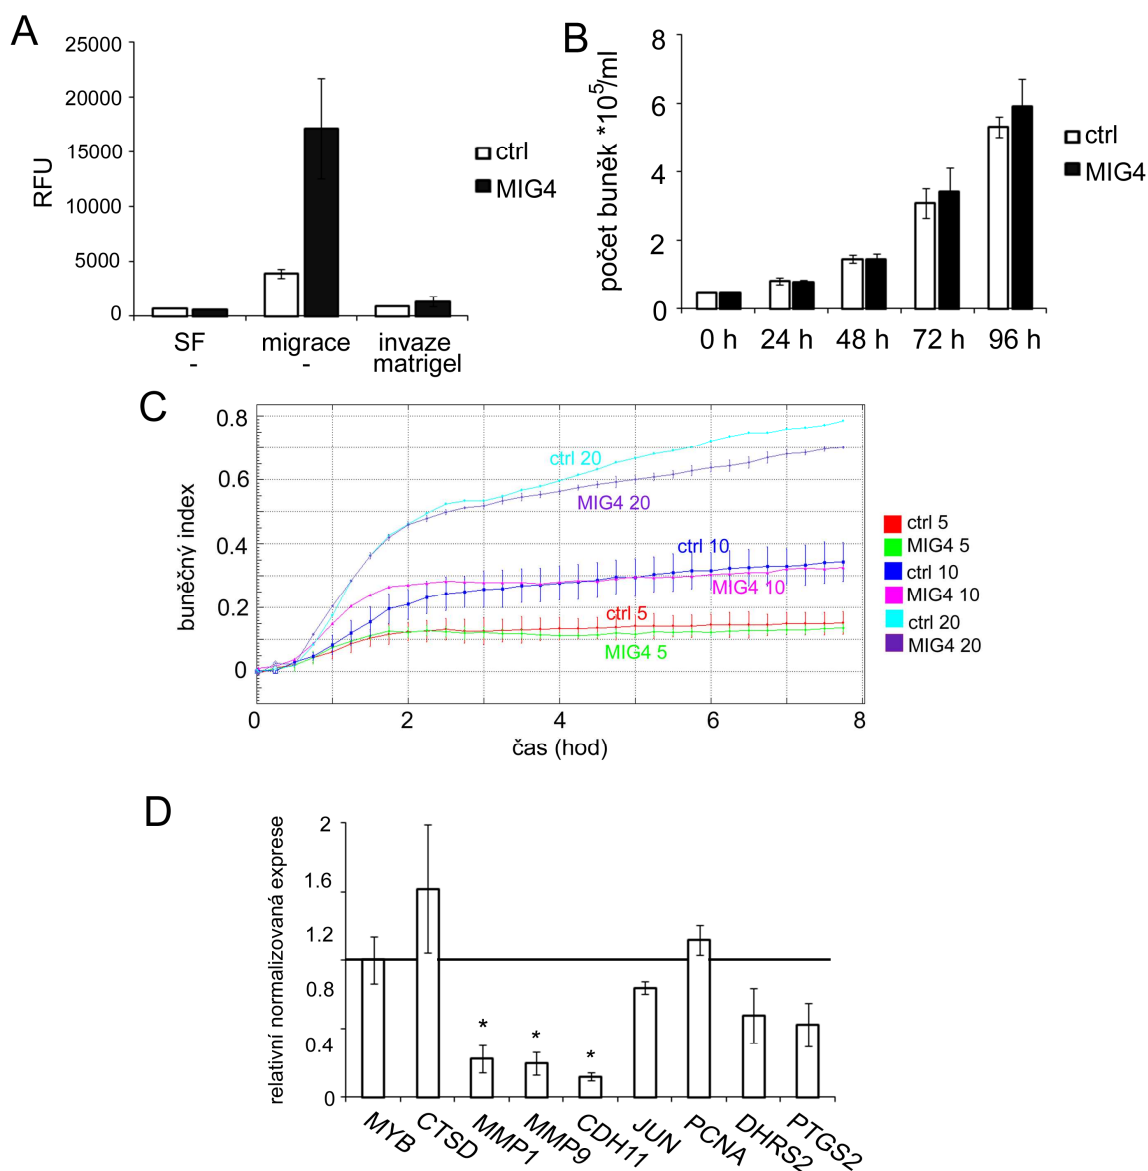 A
25000
20000
15000
10000
5000
0
RFU
ctrl
MIG4
SF
-
migrace
-
invaze
matrigel
B
8
6
4
2
0
počet buněk *10⁵/ml
ctrl
MIG4
0 h
24 h
48 h
72 h
96 h
C
0.8
0.6
0.4
0.2
0
buněčný index
ctrl 20
MIG4 20
ctrl 10
MIG4 10
ctrl 5
MIG4 5
0
2
4
6
8
čas (hod)
ctrl 5
MIG4 5
ctrl 10
MIG4 10
ctrl 20
MIG4 20
D
2
1.6
1.2
0.8
0.4
0
relativní normalizovaná exprese
*
*
*
MYB
CTSD
MMP1
MMP9
CDH11
JUN
PCNA
DHRS2
PTGS2